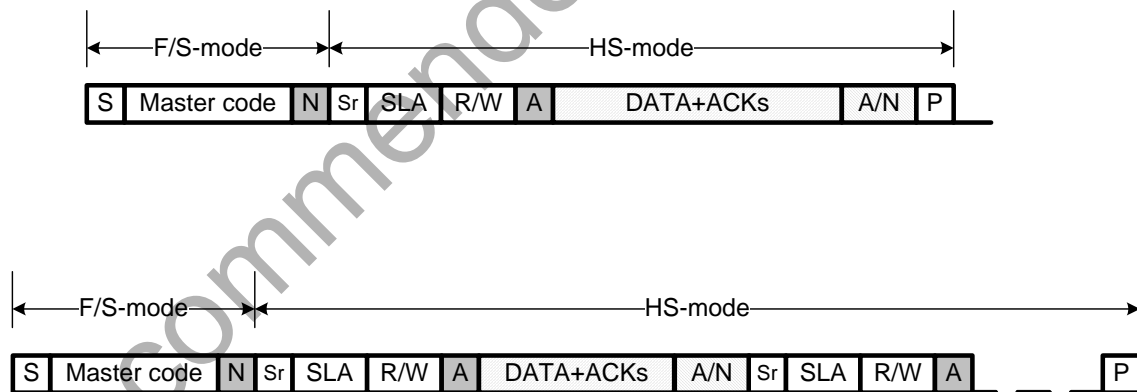 F/S-mode HS-mode
S Master code N Sr SLA R/W A DATA+ACKs A/N P
F/S-mode HS-mode
S Master code N Sr SLA R/W A DATA+ACKs A/N Sr SLA R/W A P